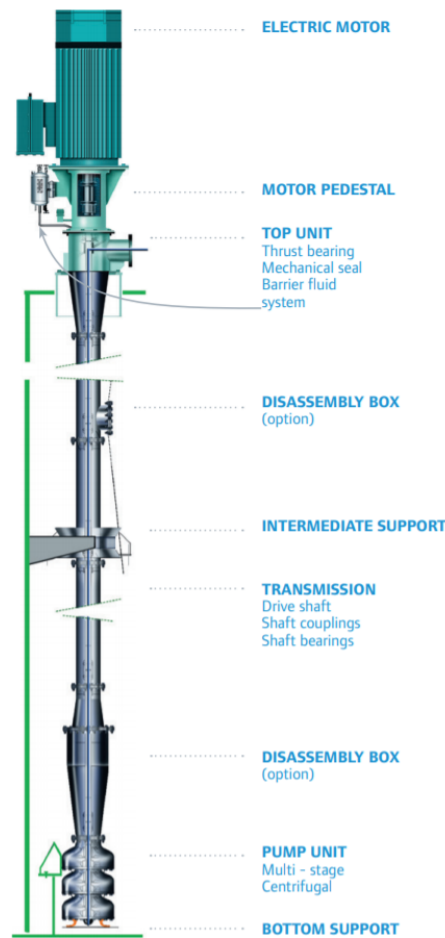 ELECTRIC MOTOR
MOTOR PEDESTAL
TOP UNIT
Thrust bearing
Mechanical seal
Barrier fluid
system
DISASSEMBLY BOX
(option)
INTERMEDIATE SUPPORT
TRANSMISSION
Drive shaft
Shaft couplings
Shaft bearings
DISASSEMBLY BOX
(option)
PUMP UNIT
Multi - stage
Centrifugal
BOTTOM SUPPORT